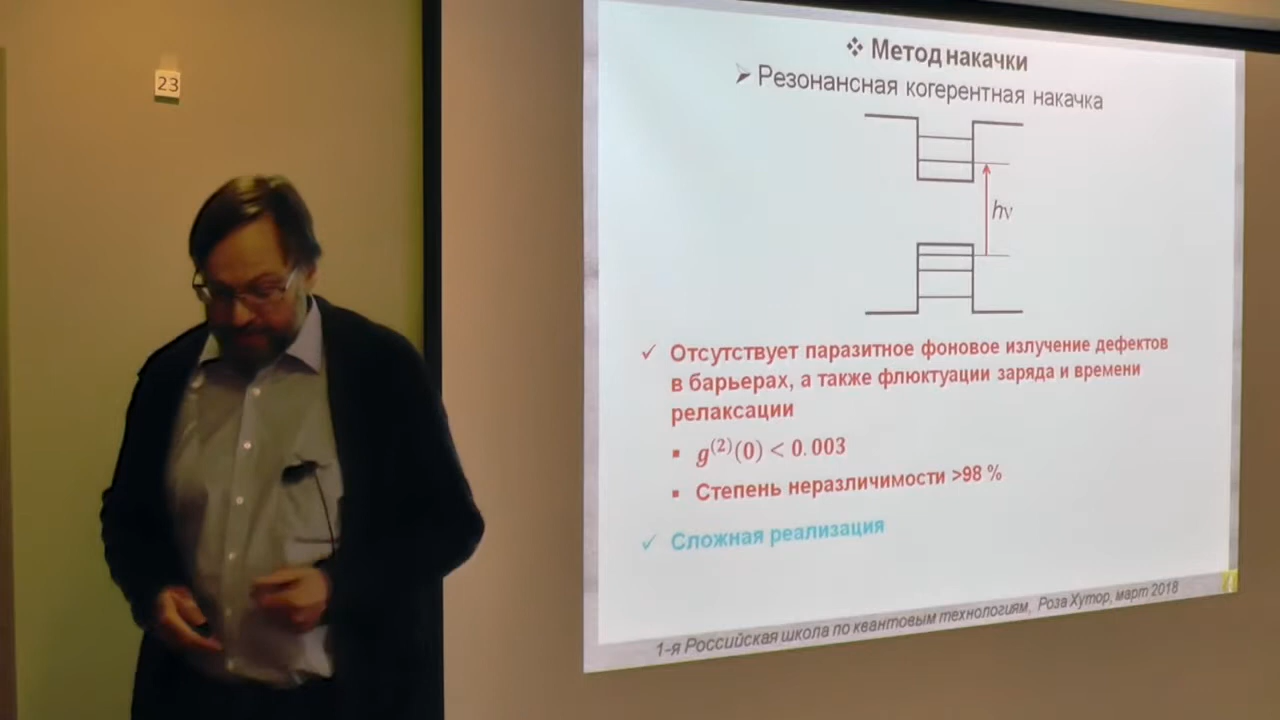 23
❖ Метод накачки
➢ Резонансная когерентная накачка
hν
✓ Отсутствует паразитное фоновое излучение дефектов
в барьерах, а также флюктуации заряда и времени
релаксации
▪ g⁽²⁾(0) < 0.003
▪ Степень неразличимости >98 %
✓ Сложная реализация
1-я Российская школа по квантовым технологиям, Роза Хутор, март 2018